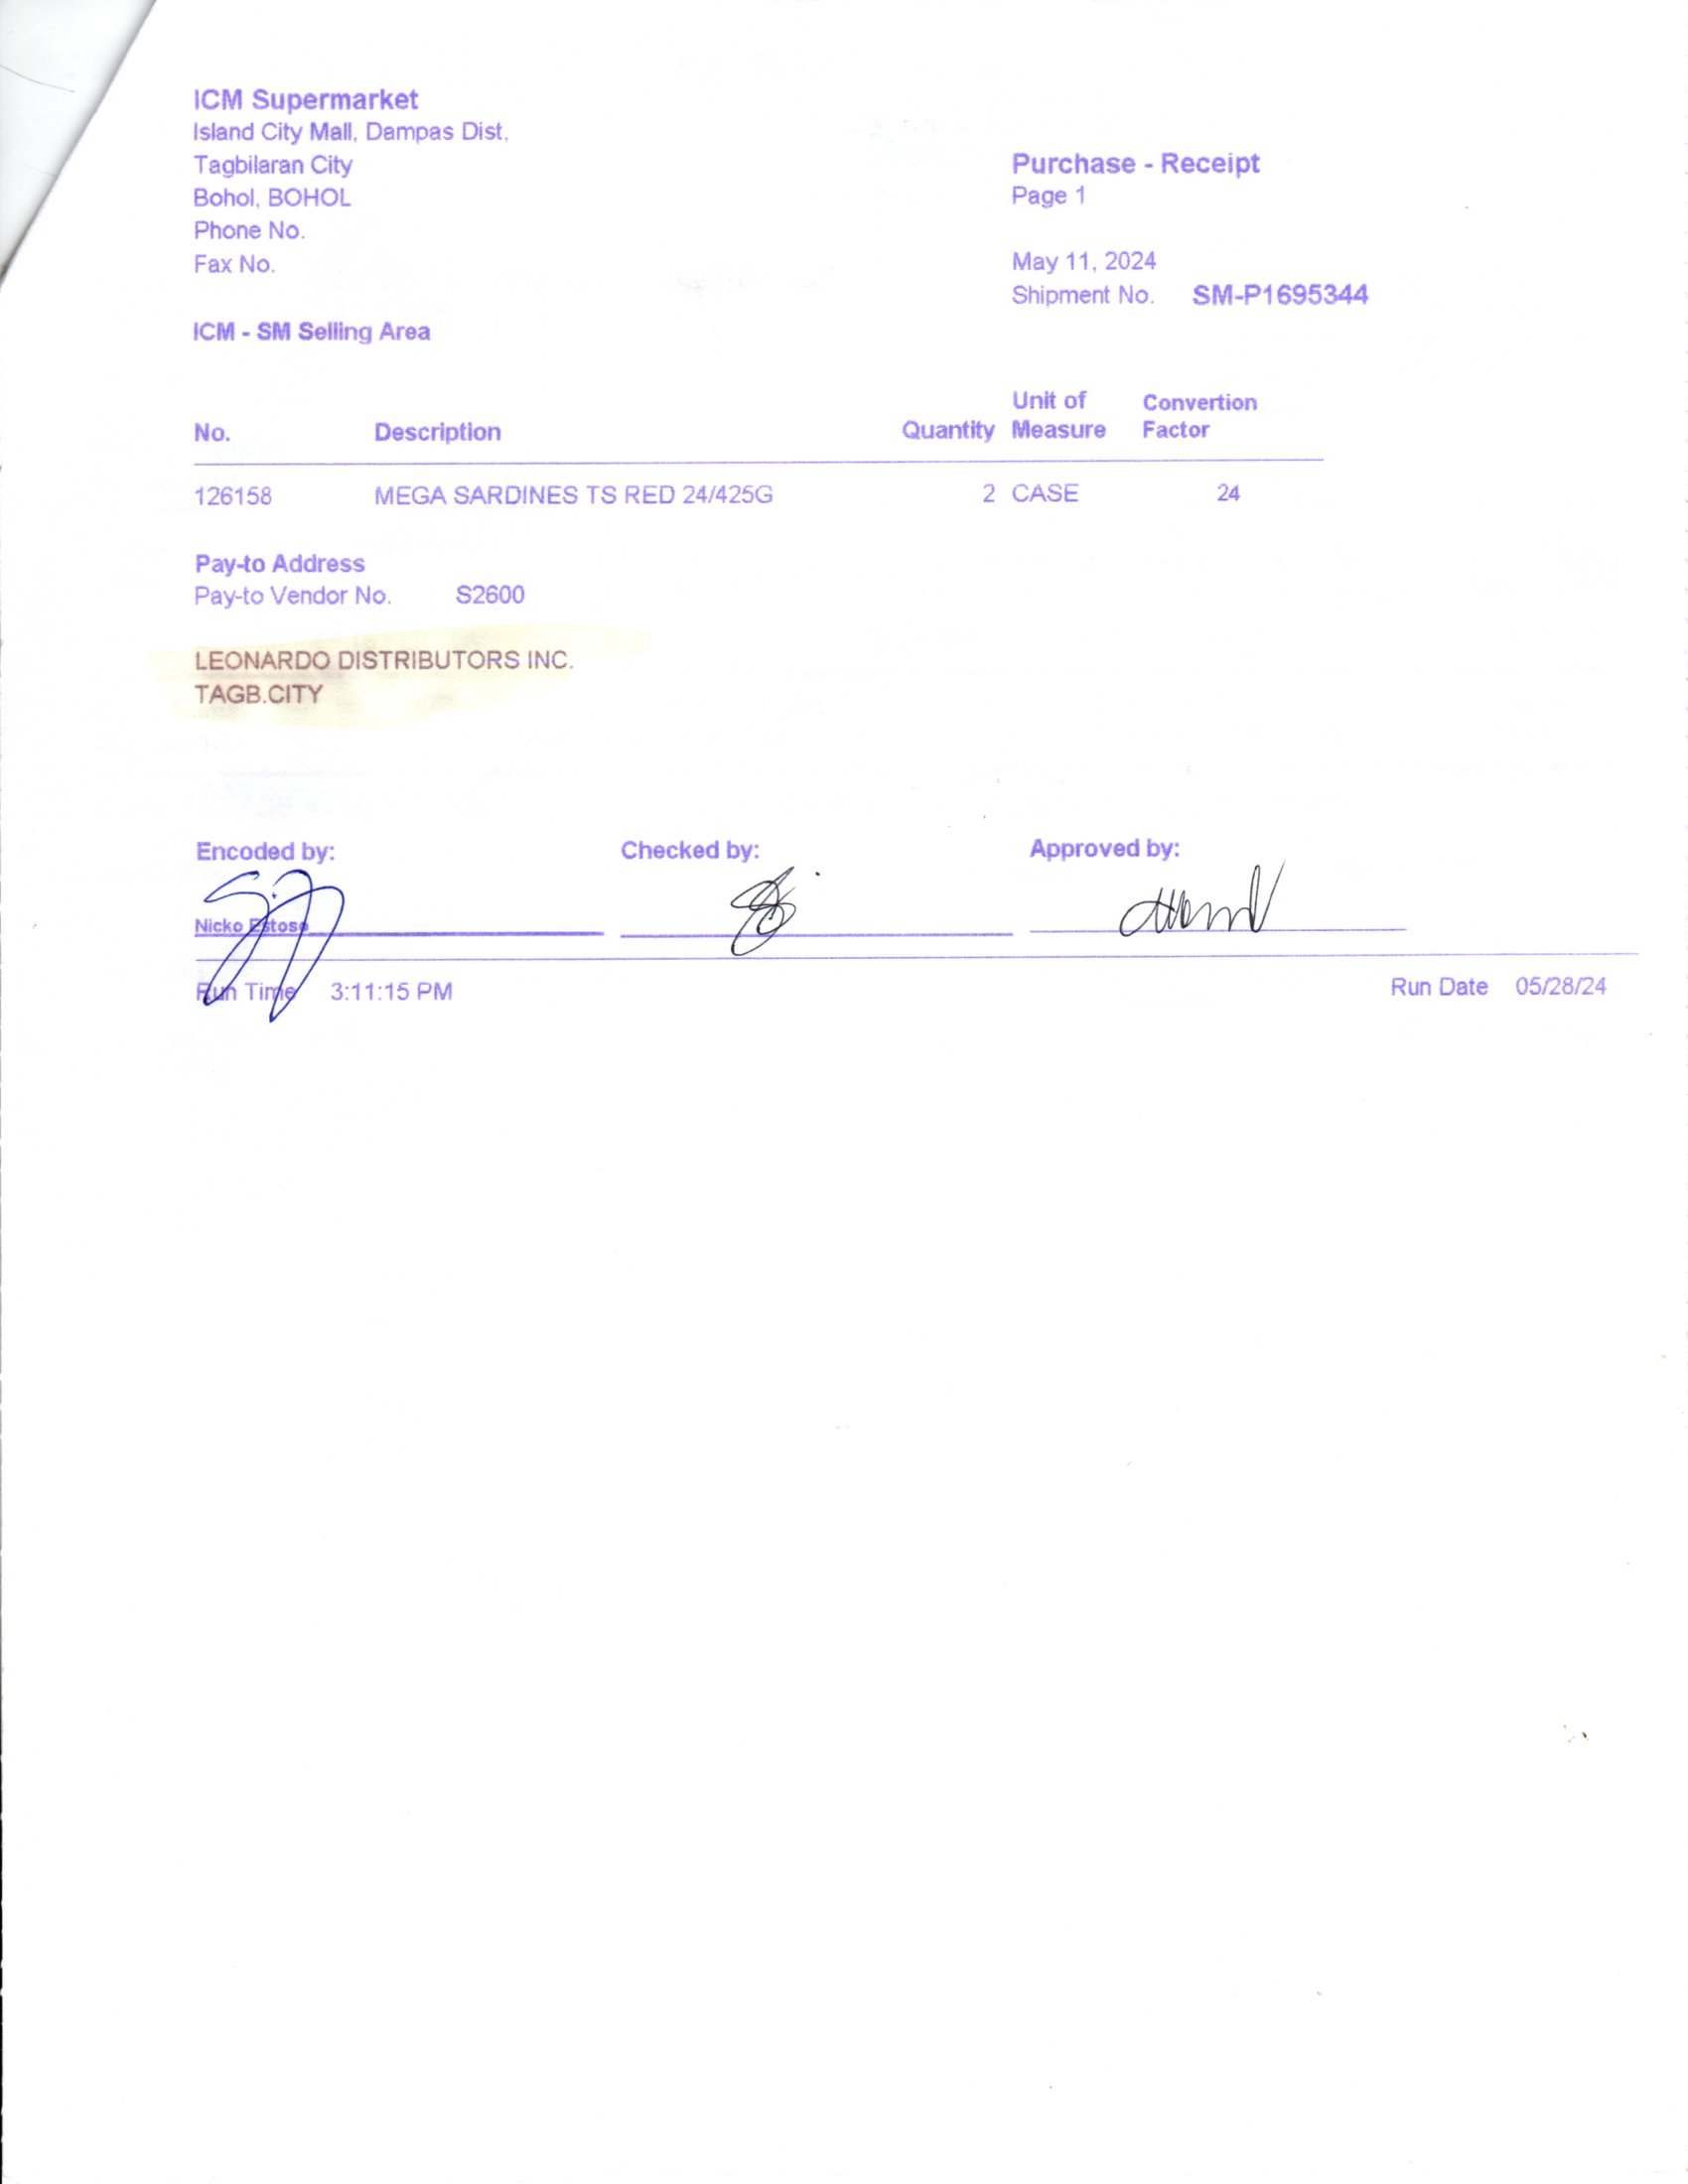 ICM Supermarket
Island City Mall, Dampas Dist,
Tagbilaran City
Bohol, BOHOL
Phone No.
Fax No.
Purchase - Receipt
Page 1
May 11, 2024
Shipment No. SM-P1695344
ICM - SM Selling Area
No. Description Quantity Unit of Measure Convertion Factor
126158 MEGA SARDINES TS RED 24/425G 2 CASE 24
Pay-to Address
Pay-to Vendor No. S2600
LEONARDO DISTRIBUTORS INC.
TAGB.CITY
Encoded by: Checked by: Approved by:
Nicko Estose
Run Time 3:11:15 PM Run Date 05/28/24